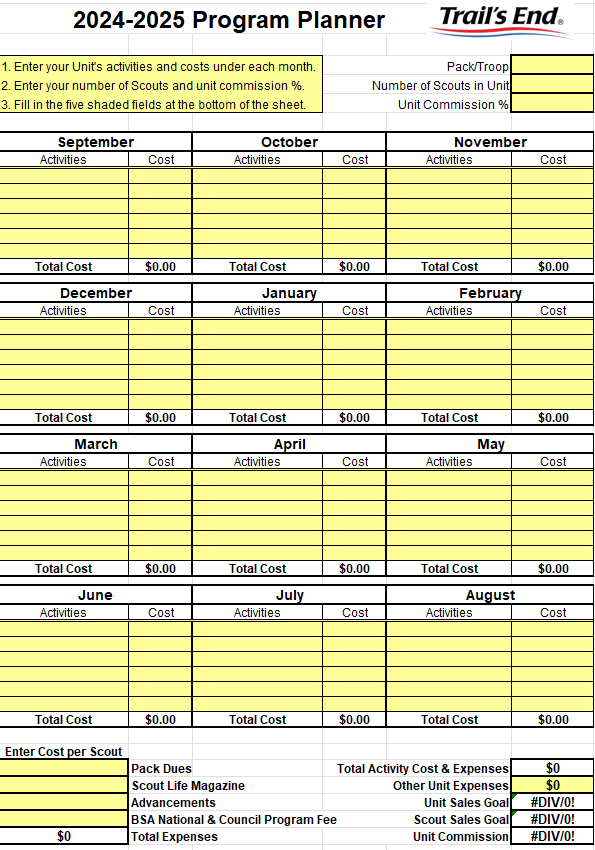 2024-2025 Program Planner
Trail's End®
1. Enter your Unit's activities and costs under each month.
2. Enter your number of Scouts and unit commission %.
3. Fill in the five shaded fields at the bottom of the sheet.
Pack/Troop
Number of Scouts in Unit
Unit Commission %
September October November
Activities Cost Activities Cost Activities Cost
Total Cost $0.00 Total Cost $0.00 Total Cost $0.00
December January February
Activities Cost Activities Cost Activities Cost
Total Cost $0.00 Total Cost $0.00 Total Cost $0.00
March April May
Activities Cost Activities Cost Activities Cost
Total Cost $0.00 Total Cost $0.00 Total Cost $0.00
June July August
Activities Cost Activities Cost Activities Cost
Total Cost $0.00 Total Cost $0.00 Total Cost $0.00
Enter Cost per Scout
Pack Dues Total Activity Cost & Expenses $0
Scout Life Magazine Other Unit Expenses $0
Advancements Unit Sales Goal #DIV/0!
BSA National & Council Program Fee Scout Sales Goal #DIV/0!
$0 Total Expenses Unit Commission #DIV/0!